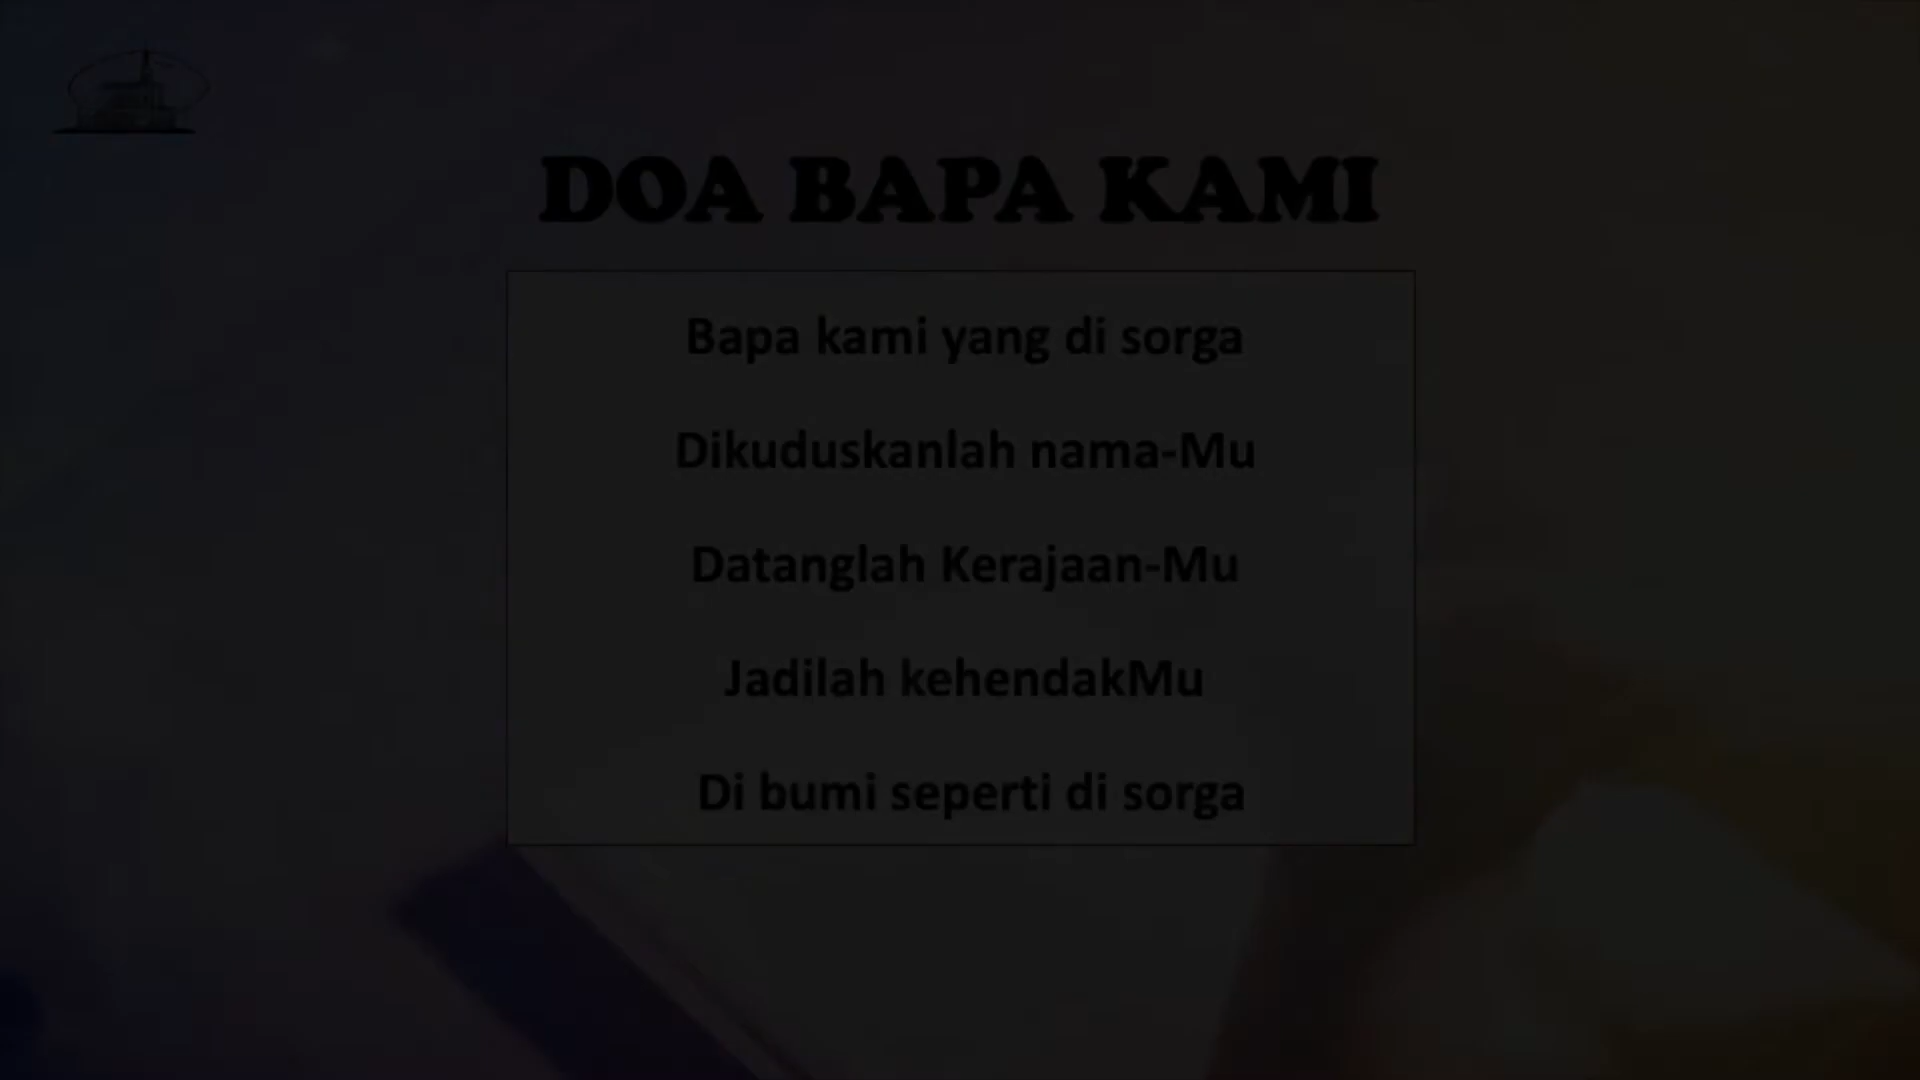 DOA BAPA KAMI
Bapa kami yang di sorga
Dikuduskanlah nama-Mu
Datanglah Kerajaan-Mu
Jadilah kehendakMu
Di bumi seperti di sorga